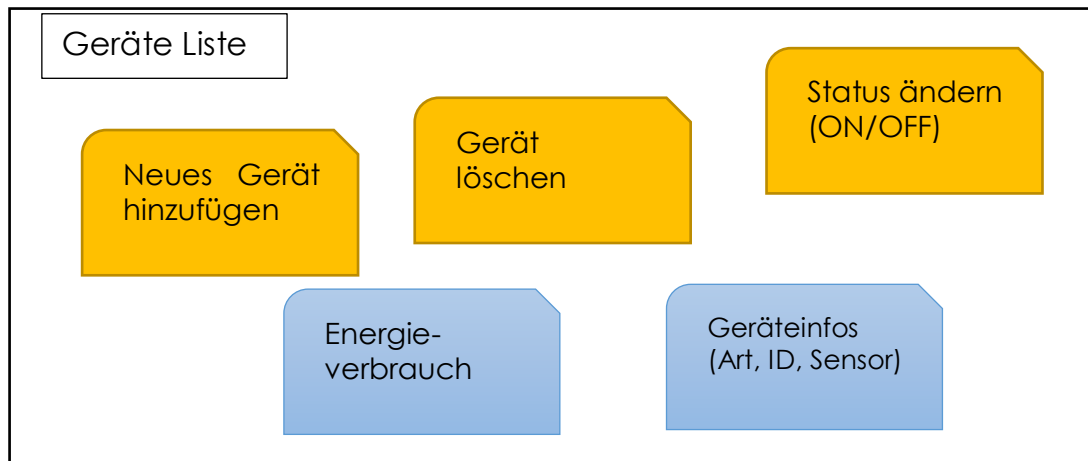 Geräte Liste
Neues Gerät
hinzufügen
Gerät
löschen
Status ändern
(ON/OFF)
Energie-
verbrauch
Geräteinfos
(Art, ID, Sensor)